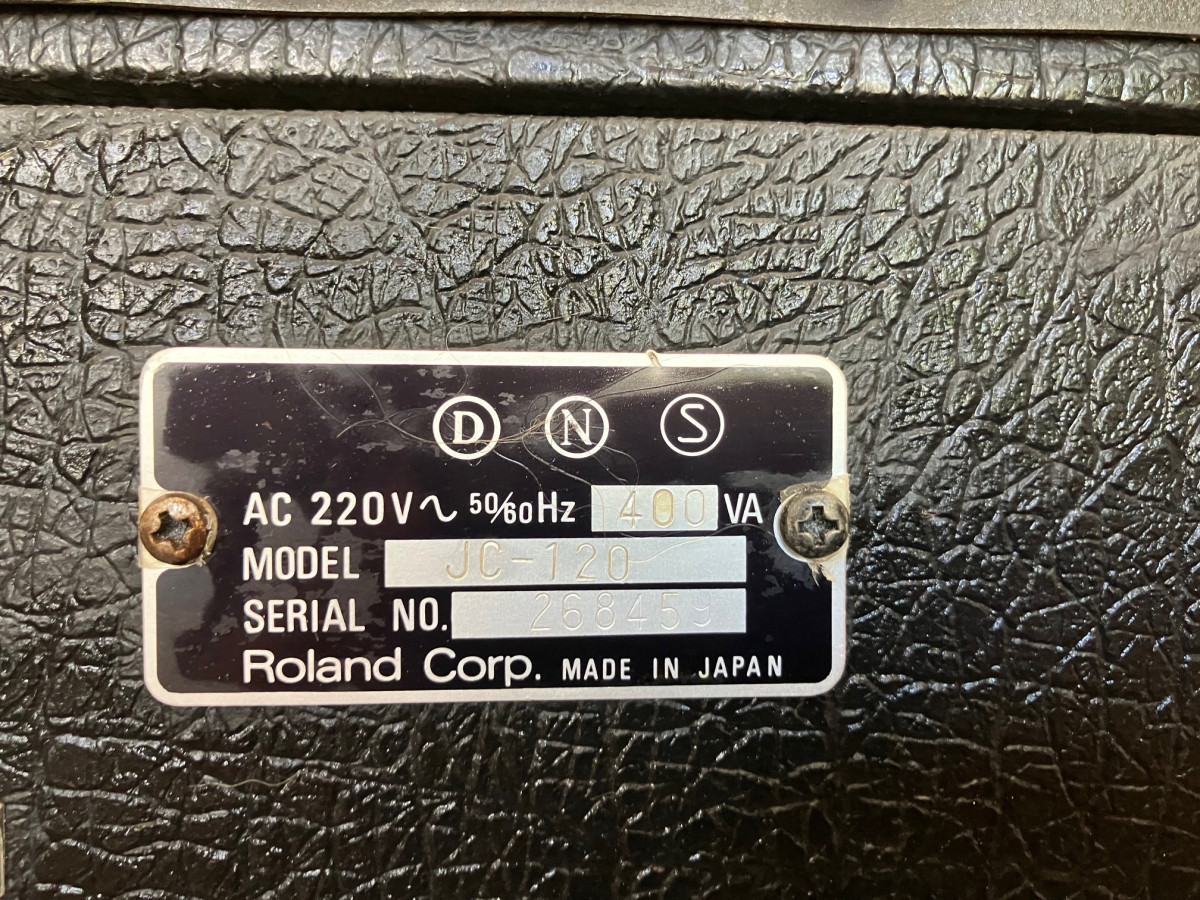 D N S
AC 220V~ 50/60Hz 400 VA
MODEL JC-120
SERIAL NO. 268459
Roland Corp. MADE IN JAPAN